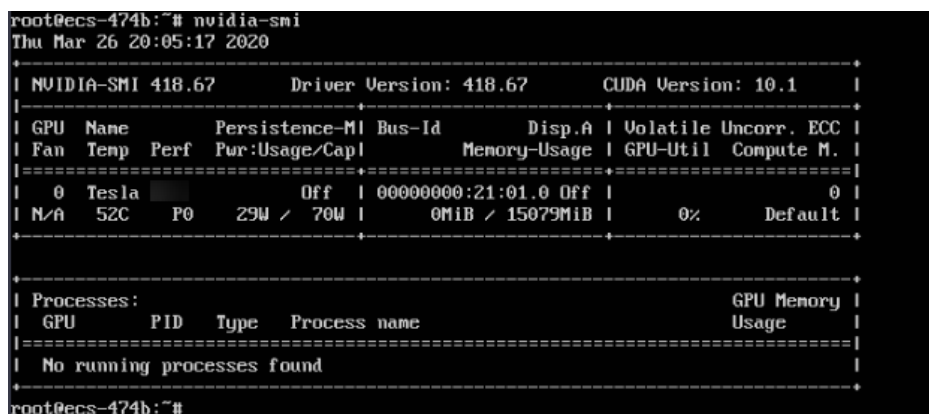 root@ecs-474b:~# nvidia-smi
Thu Mar 26 20:05:17 2020
+-----------------------------------------------------------------------------+
| NVIDIA-SMI 418.67       Driver Version: 418.67       CUDA Version: 10.1     |
|-------------------------------+----------------------+----------------------+
| GPU  Name        Persistence-M| Bus-Id        Disp.A | Volatile Uncorr. ECC |
| Fan  Temp  Perf  Pwr:Usage/Cap|         Memory-Usage | GPU-Util  Compute M. |
|===============================+======================+======================|
|   0  Tesla               Off  | 00000000:21:01.0 Off |                    0 |
| N/A   52C    P0    29W /  70W |      0MiB / 15079MiB |      0%      Default |
+-------------------------------+----------------------+----------------------+
+-----------------------------------------------------------------------------+
| Processes:                                                       GPU Memory |
|  GPU       PID   Type   Process name                             Usage      |
|=============================================================================|
|  No running processes found                                                 |
+-----------------------------------------------------------------------------+
root@ecs-474b:~#